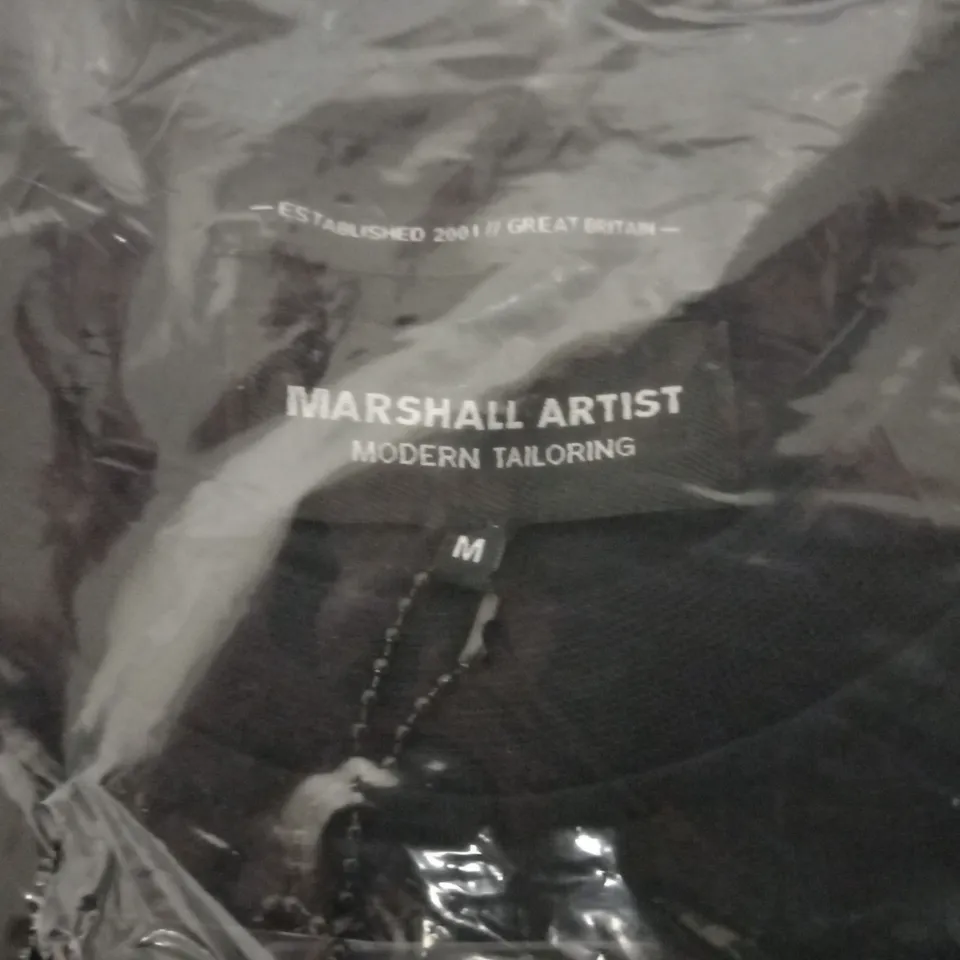 — ESTABLISHED 2001 // GREAT BRITAIN —
MARSHALL ARTIST
MODERN TAILORING
M